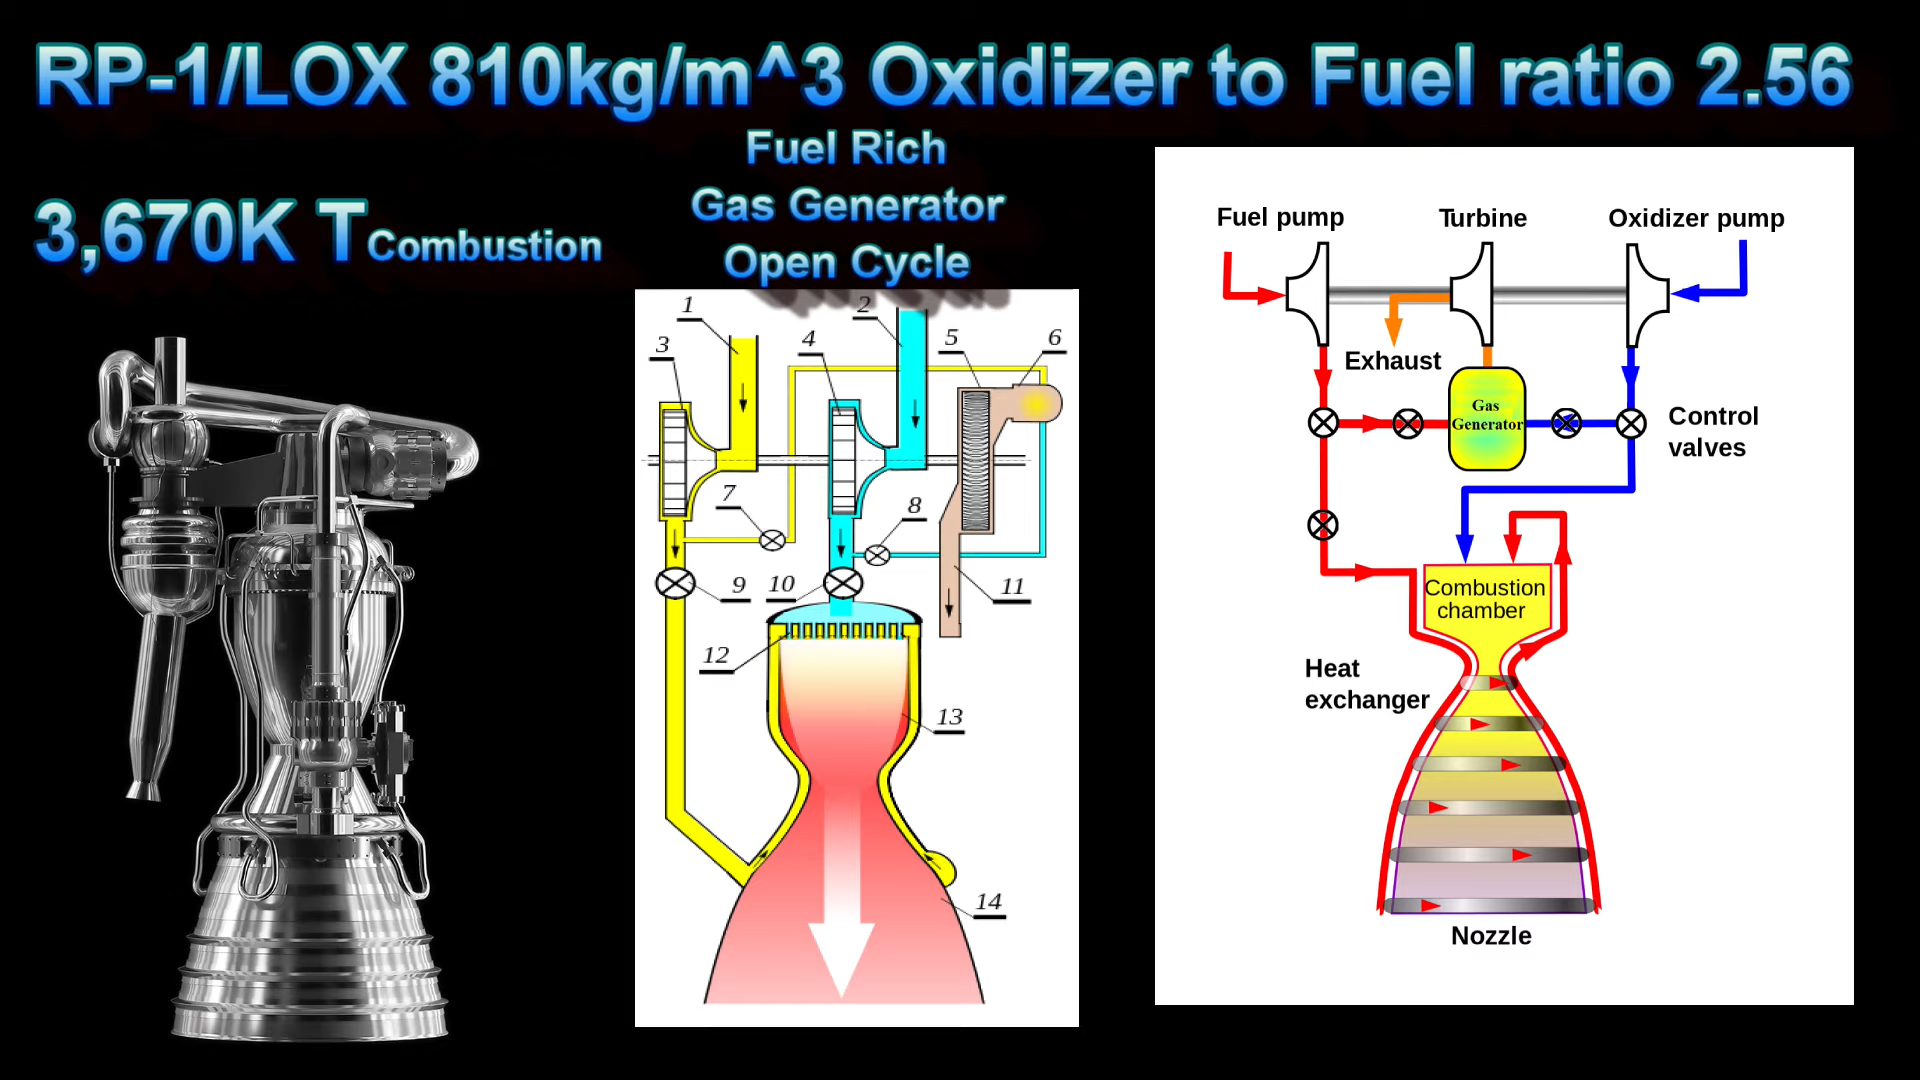 RP-1/LOX 810kg/m^3 Oxidizer to Fuel ratio 2.56
3,670K TCombustion
Fuel Rich
Gas Generator
Open Cycle
1
2
3
4
5
6
7
8
9
10
11
12
13
14
Fuel pump
Turbine
Oxidizer pump
Exhaust
Gas
Generator
Control
valves
Combustion
chamber
Heat
exchanger
Nozzle